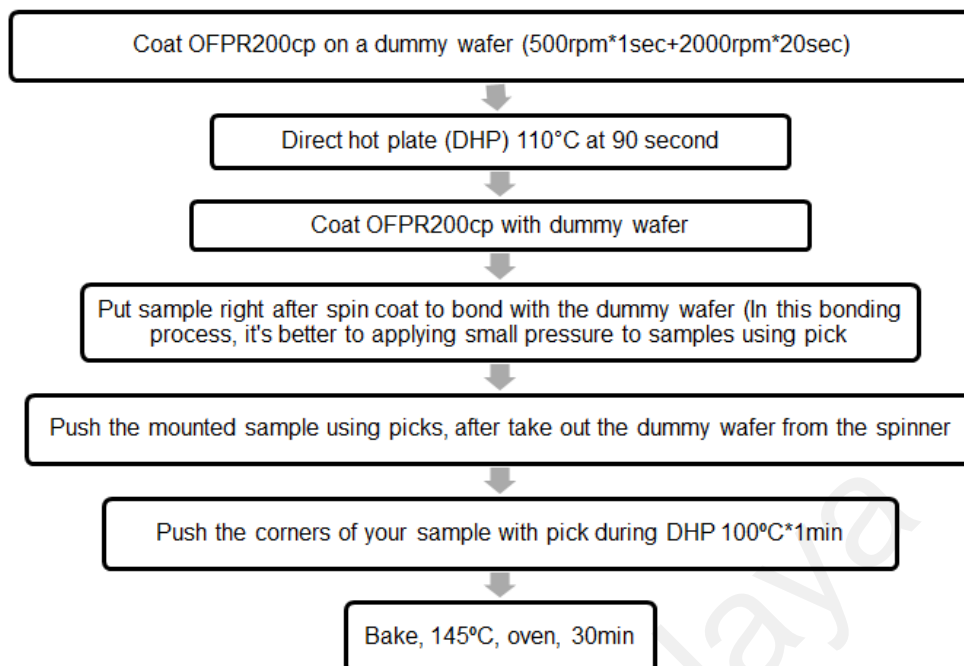 Coat OFPR200cp on a dummy wafer (500rpm*1sec+2000rpm*20sec)
Direct hot plate (DHP) 110°C at 90 second
Coat OFPR200cp with dummy wafer
Put sample right after spin coat to bond with the dummy wafer (In this bonding
process, it's better to applying small pressure to samples using pick
Push the mounted sample using picks, after take out the dummy wafer from the spinner
Push the corners of your sample with pick during DHP 100ºC*1min
Bake, 145ºC, oven, 30min